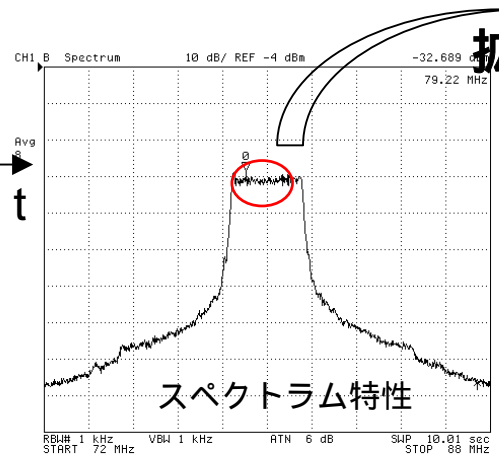 拡
CH1 B Spectrum 10 dB/ REF -4 dBm -32.689 dBm
79.22 MHz
Avg
8
0
t
スペクトラム特性
RBW# 1 kHz VBW 1 kHz ATN 6 dB SWP 10.01 sec
START 72 MHz STOP 88 MHz